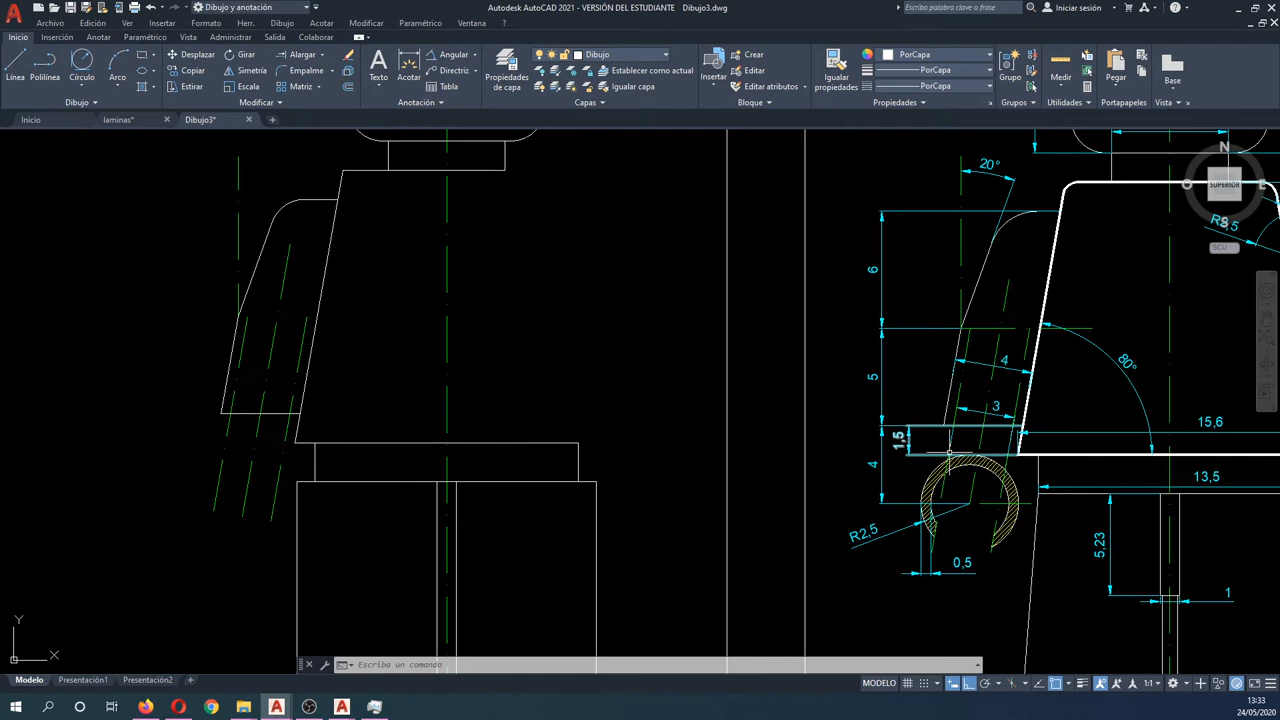 Dibujo y anotación
Autodesk AutoCAD 2021 - VERSIÓN DEL ESTUDIANTE    Dibujo3.dwg
Escriba palabra clave o frase
Iniciar sesión
Archivo Edición Ver Insertar Formato Herr. Dibujo Acotar Modificar Paramétrico Ventana
Inicio Inserción Anotar Paramétrico Vista Administrar Salida Colaborar
Línea Polilínea Círculo Arco
Desplazar Girar Alargar
Copiar Simetría Empalme
Estirar Escala Matriz
Texto Acotar
Angular
Directriz
Tabla
Propiedades de capa
Dibujo
Establecer como actual
Igualar capa
Insertar
Crear
Editar
Editar atributos
Igualar propiedades
PorCapa
PorCapa
PorCapa
Grupo
Medir
Pegar
Base
Dibujo Modificar Anotación Capas Bloque Propiedades Grupos Utilidades Portapapeles Vista
Inicio laminas* Dibujo3*
N
O SUPERIOR E
S
SCU
20°
6
5
4
1,5
4
3
80°
15,6
13,5
R2,5
0,5
5,23
1
Y
X
Escriba un comando
Modelo Presentación1 Presentación2
MODELO
1:1
13:33
24/05/2020